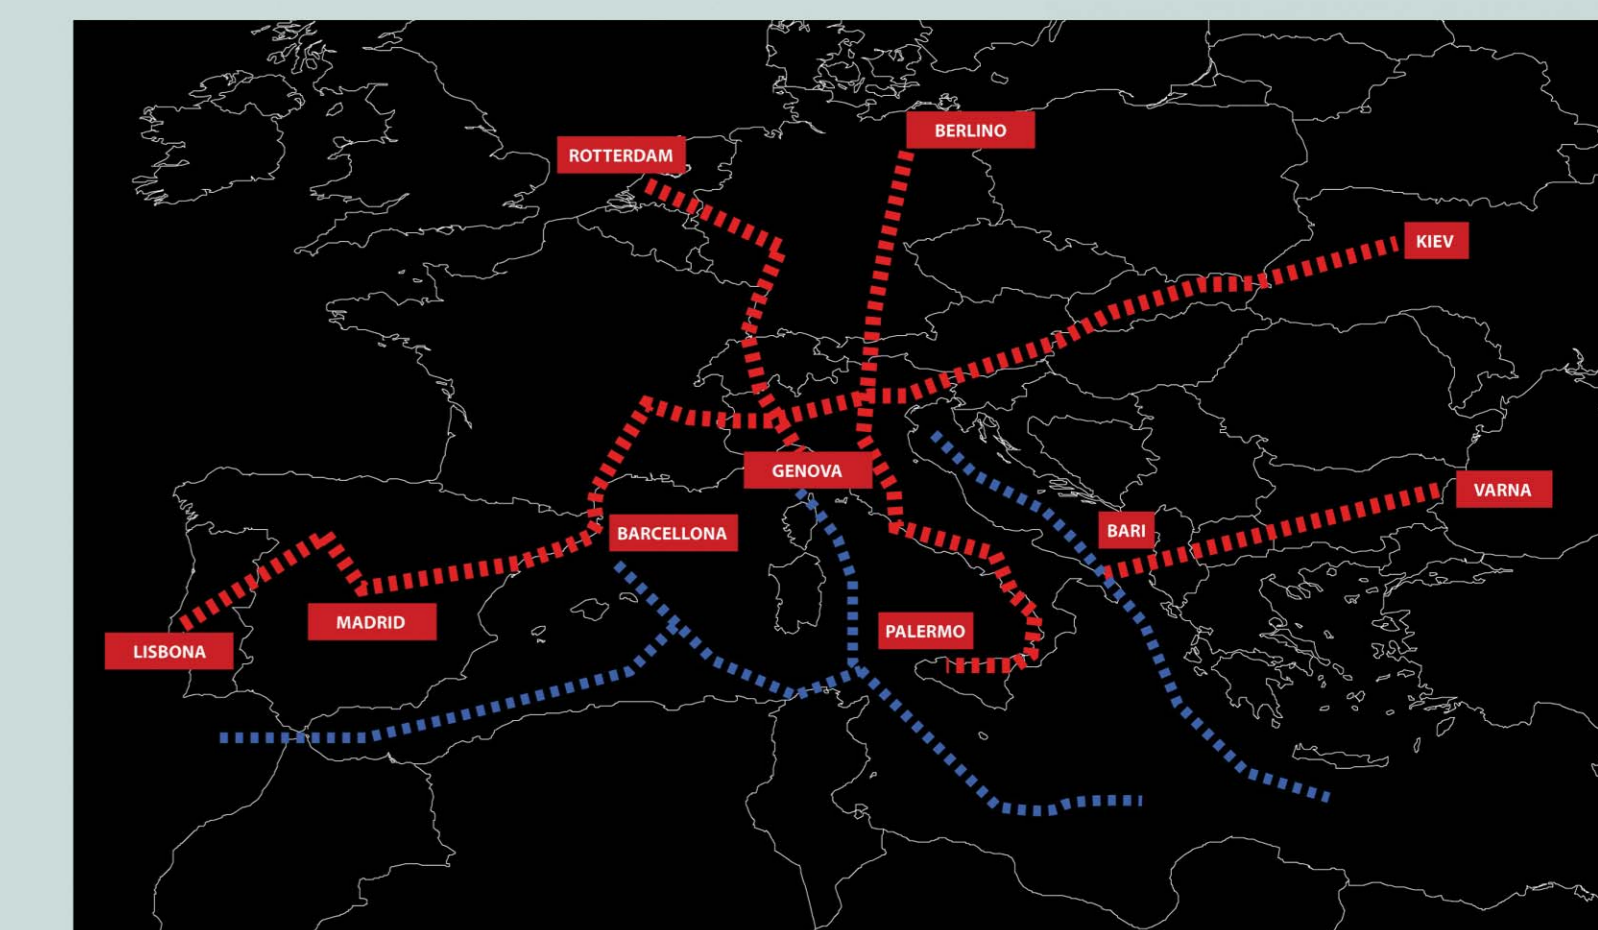 BERLINO
ROTTERDAM
KIEV
GENOVA
VARNA
BARCELLONA
BARI
MADRID
PALERMO
LISBONA